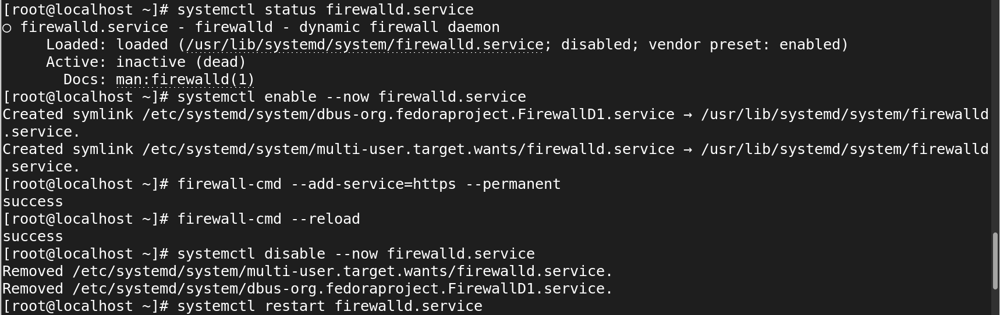 [root@localhost ~]# systemctl status firewalld.service
○ firewalld.service - firewalld - dynamic firewall daemon
     Loaded: loaded (/usr/lib/systemd/system/firewalld.service; disabled; vendor preset: enabled)
     Active: inactive (dead)
       Docs: man:firewalld(1)
[root@localhost ~]# systemctl enable --now firewalld.service
Created symlink /etc/systemd/system/dbus-org.fedoraproject.FirewallD1.service → /usr/lib/systemd/system/firewalld
.service.
Created symlink /etc/systemd/system/multi-user.target.wants/firewalld.service → /usr/lib/systemd/system/firewalld
.service.
[root@localhost ~]# firewall-cmd --add-service=https --permanent
success
[root@localhost ~]# firewall-cmd --reload
success
[root@localhost ~]# systemctl disable --now firewalld.service
Removed /etc/systemd/system/multi-user.target.wants/firewalld.service.
Removed /etc/systemd/system/dbus-org.fedoraproject.FirewallD1.service.
[root@localhost ~]# systemctl restart firewalld.service